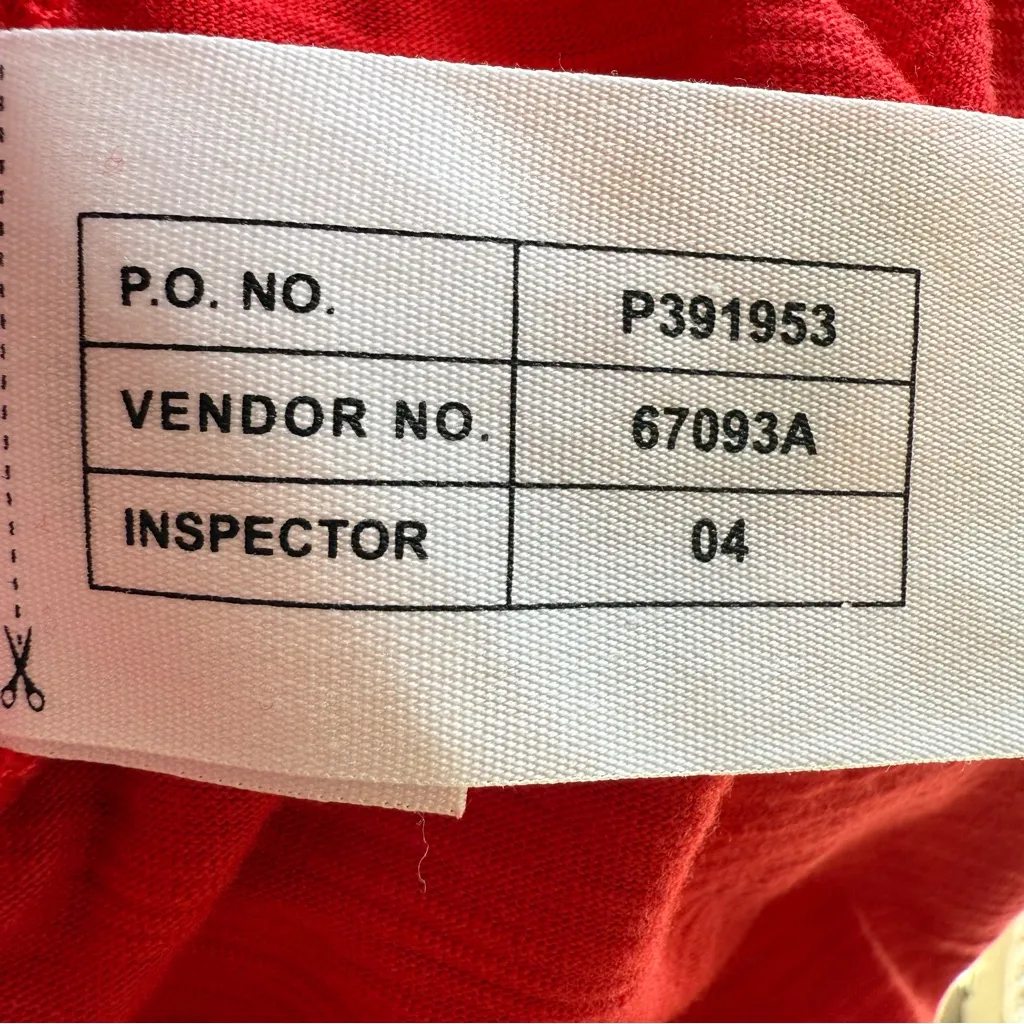 P.O. NO. P391953
VENDOR NO. 67093A
INSPECTOR 04